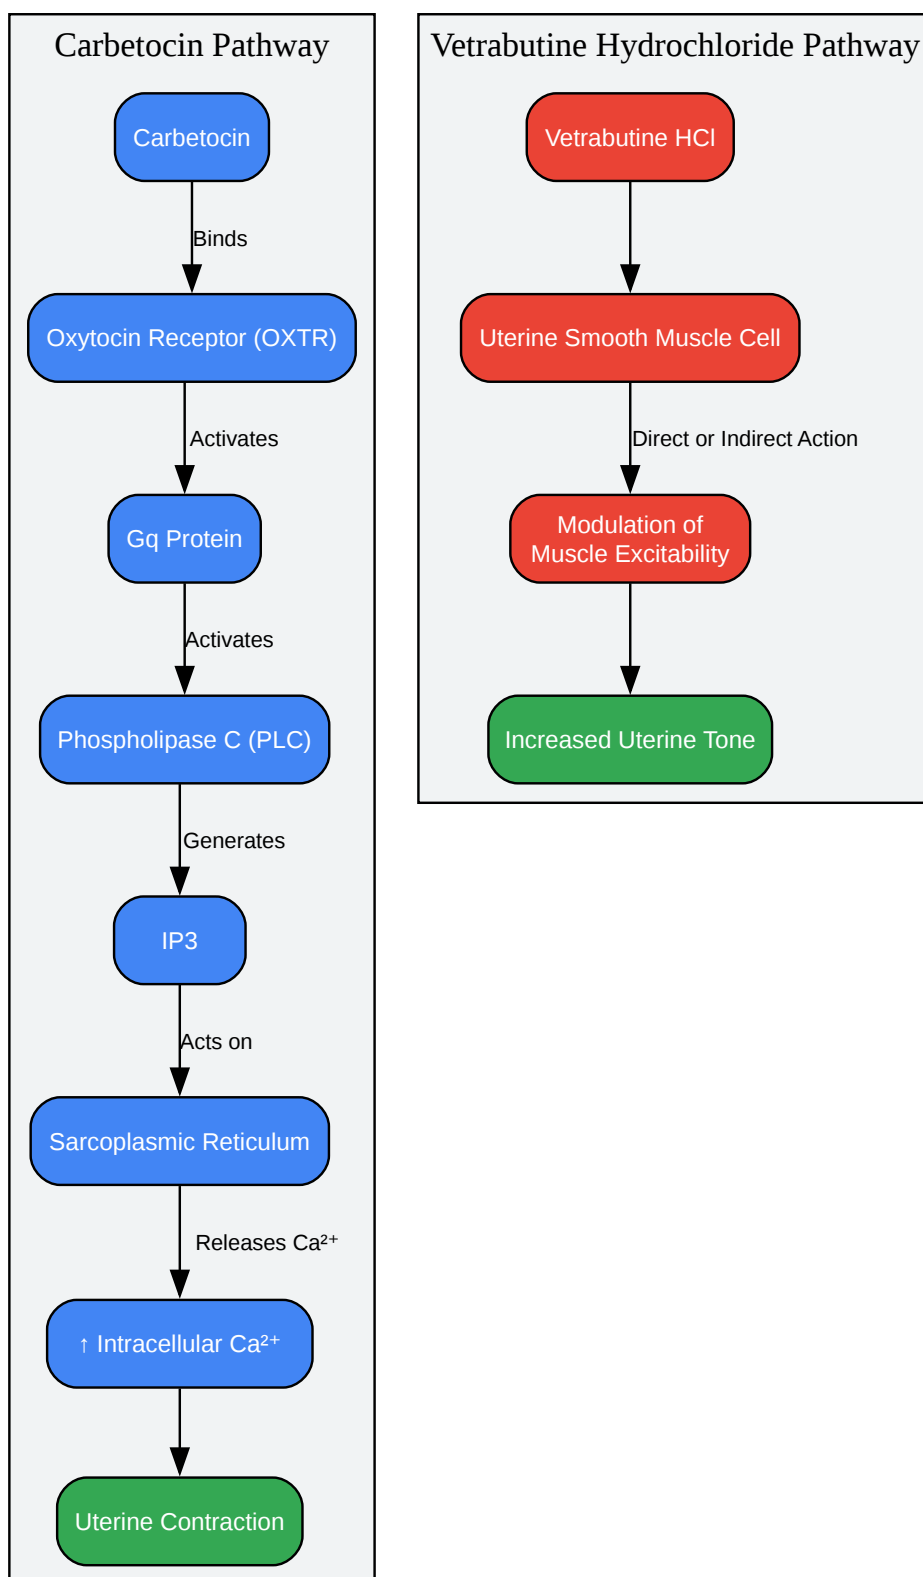 Carbetocin Pathway
Carbetocin
Binds
Oxytocin Receptor (OXTR)
Activates
Gq Protein
Activates
Phospholipase C (PLC)
Generates
IP3
Acts on
Sarcoplasmic Reticulum
Releases Ca²⁺
↑ Intracellular Ca²⁺
Uterine Contraction
Vetrabutine Hydrochloride Pathway
Vetrabutine HCl
Uterine Smooth Muscle Cell
Direct or Indirect Action
Modulation of
Muscle Excitability
Increased Uterine Tone